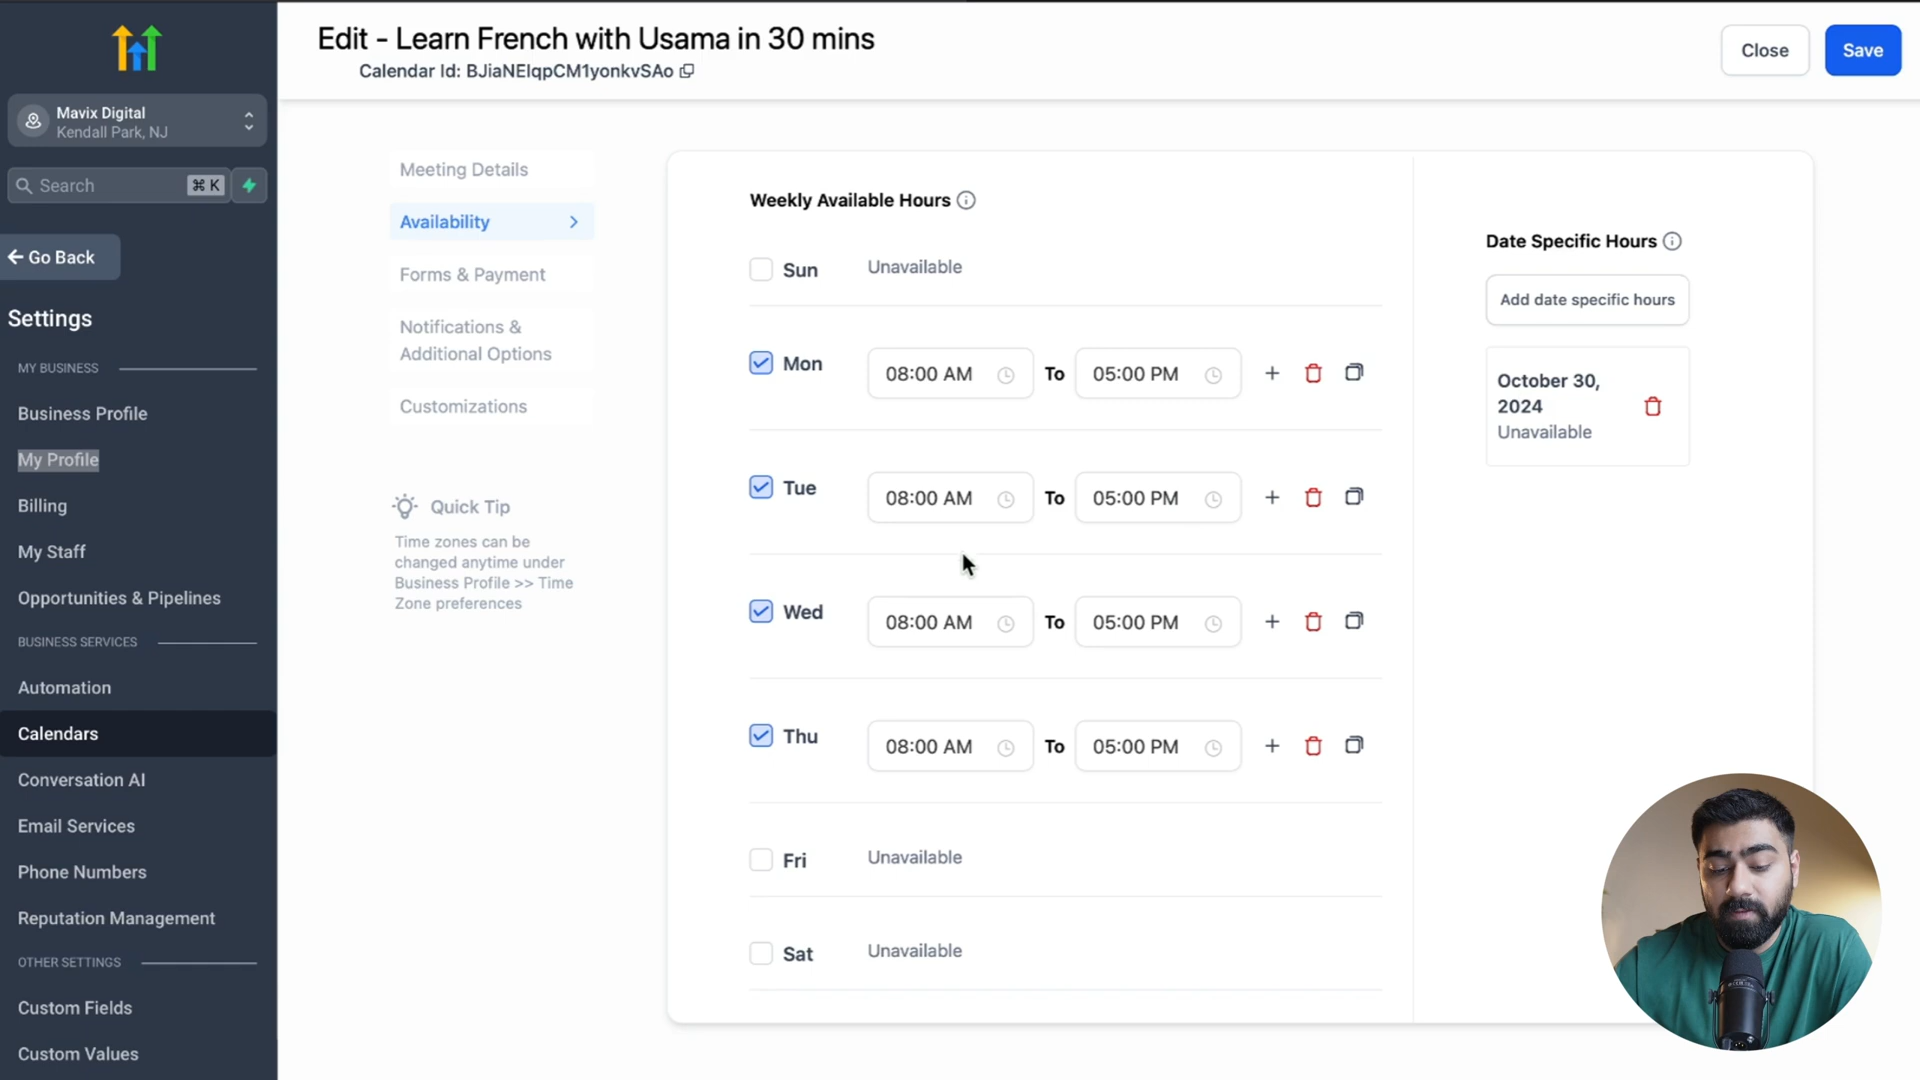 Edit - Learn French with Usama in 30 mins
Calendar Id: BJiaNEIqpCM1yonkvSAo
Close
Save
Mavix Digital
Kendall Park, NJ
Search
⌘ K
Go Back
Settings
MY BUSINESS
Business Profile
My Profile
Billing
My Staff
Opportunities & Pipelines
BUSINESS SERVICES
Automation
Calendars
Conversation AI
Email Services
Phone Numbers
Reputation Management
OTHER SETTINGS
Custom Fields
Custom Values
Meeting Details
Availability
Forms & Payment
Notifications &
Additional Options
Customizations
Quick Tip
Time zones can be
changed anytime under
Business Profile >> Time
Zone preferences
Weekly Available Hours
Sun Unavailable
Mon 08:00 AM To 05:00 PM
Tue 08:00 AM To 05:00 PM
Wed 08:00 AM To 05:00 PM
Thu 08:00 AM To 05:00 PM
Fri Unavailable
Sat Unavailable
Date Specific Hours
Add date specific hours
October 30,
2024
Unavailable